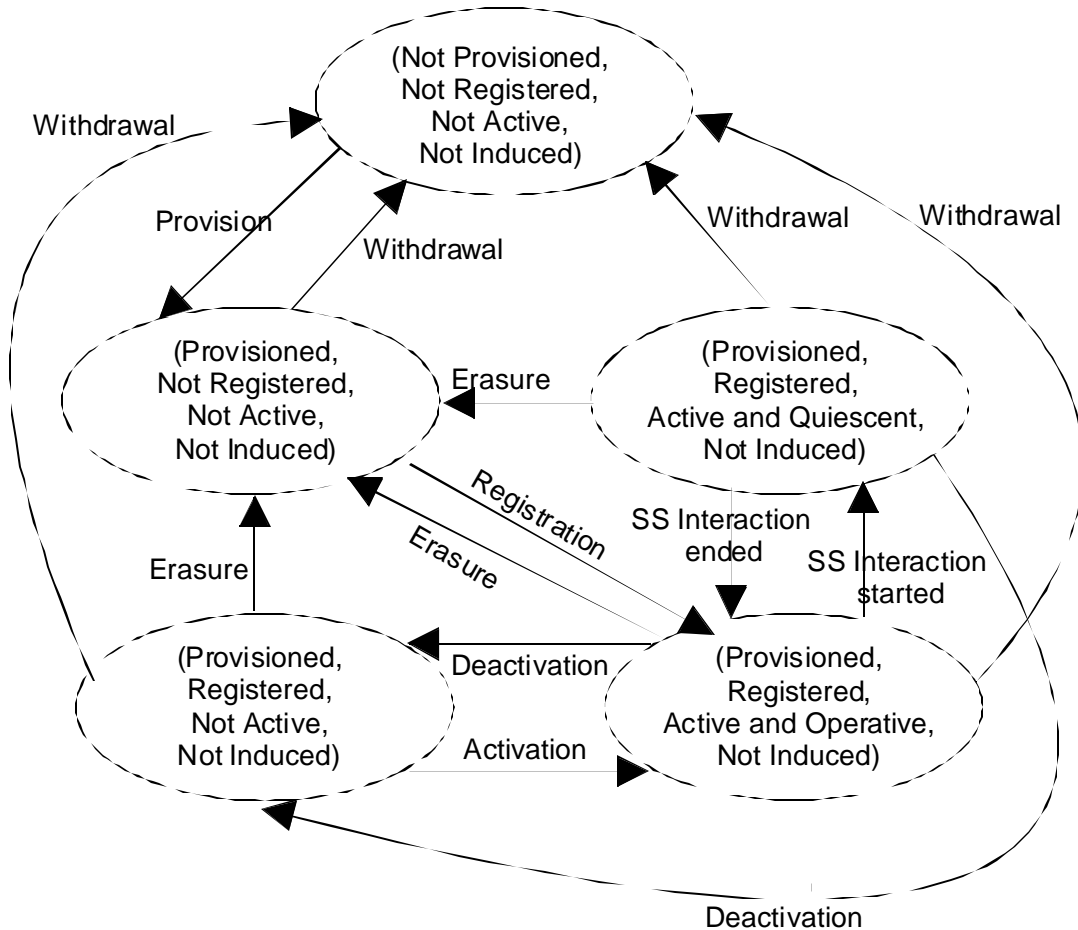 (Not Provisioned,
Not Registered,
Not Active,
Not Induced)
Withdrawal
Provision
Withdrawal
Withdrawal
Withdrawal
(Provisioned,
Not Registered,
Not Active,
Not Induced)
Erasure
(Provisioned,
Registered,
Active and Quiescent,
Not Induced)
Registration
Erasure
SS Interaction
ended
SS Interaction
started
Erasure
(Provisioned,
Registered,
Not Active,
Not Induced)
Deactivation
Activation
(Provisioned,
Registered,
Active and Operative,
Not Induced)
Deactivation